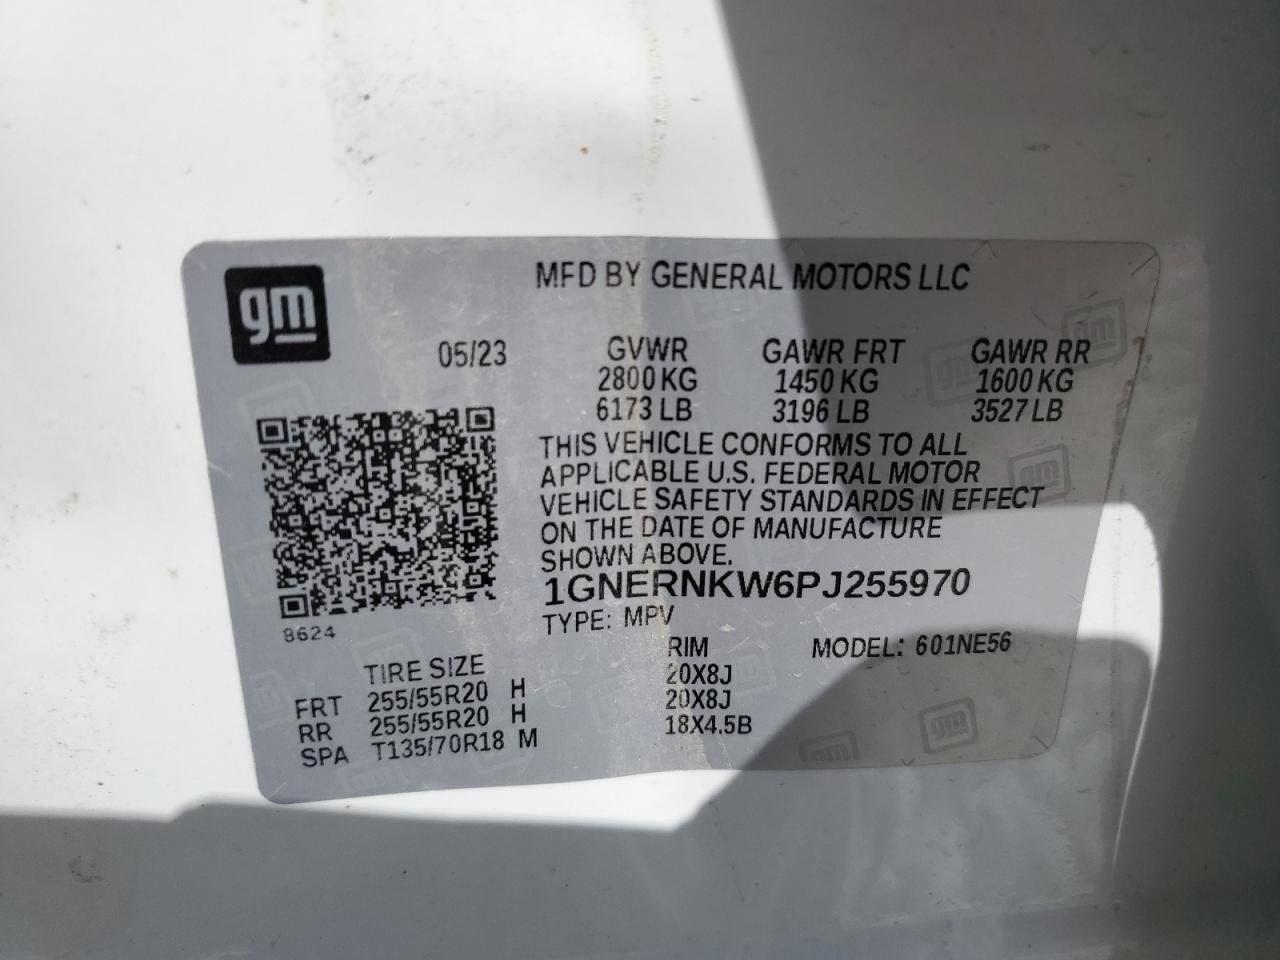 gm
MFD BY GENERAL MOTORS LLC
05/23
GVWR GAWR FRT GAWR RR
2800 KG 1450 KG 1600 KG
6173 LB 3196 LB 3527 LB
THIS VEHICLE CONFORMS TO ALL
APPLICABLE U.S. FEDERAL MOTOR
VEHICLE SAFETY STANDARDS IN EFFECT
ON THE DATE OF MANUFACTURE
SHOWN ABOVE.
1GNERNKW6PJ255970
TYPE: MPV
8624
TIRE SIZE RIM MODEL: 601NE56
FRT 255/55R20 H 20X8J
RR 255/55R20 H 20X8J
SPA T135/70R18 M 18X4.5B